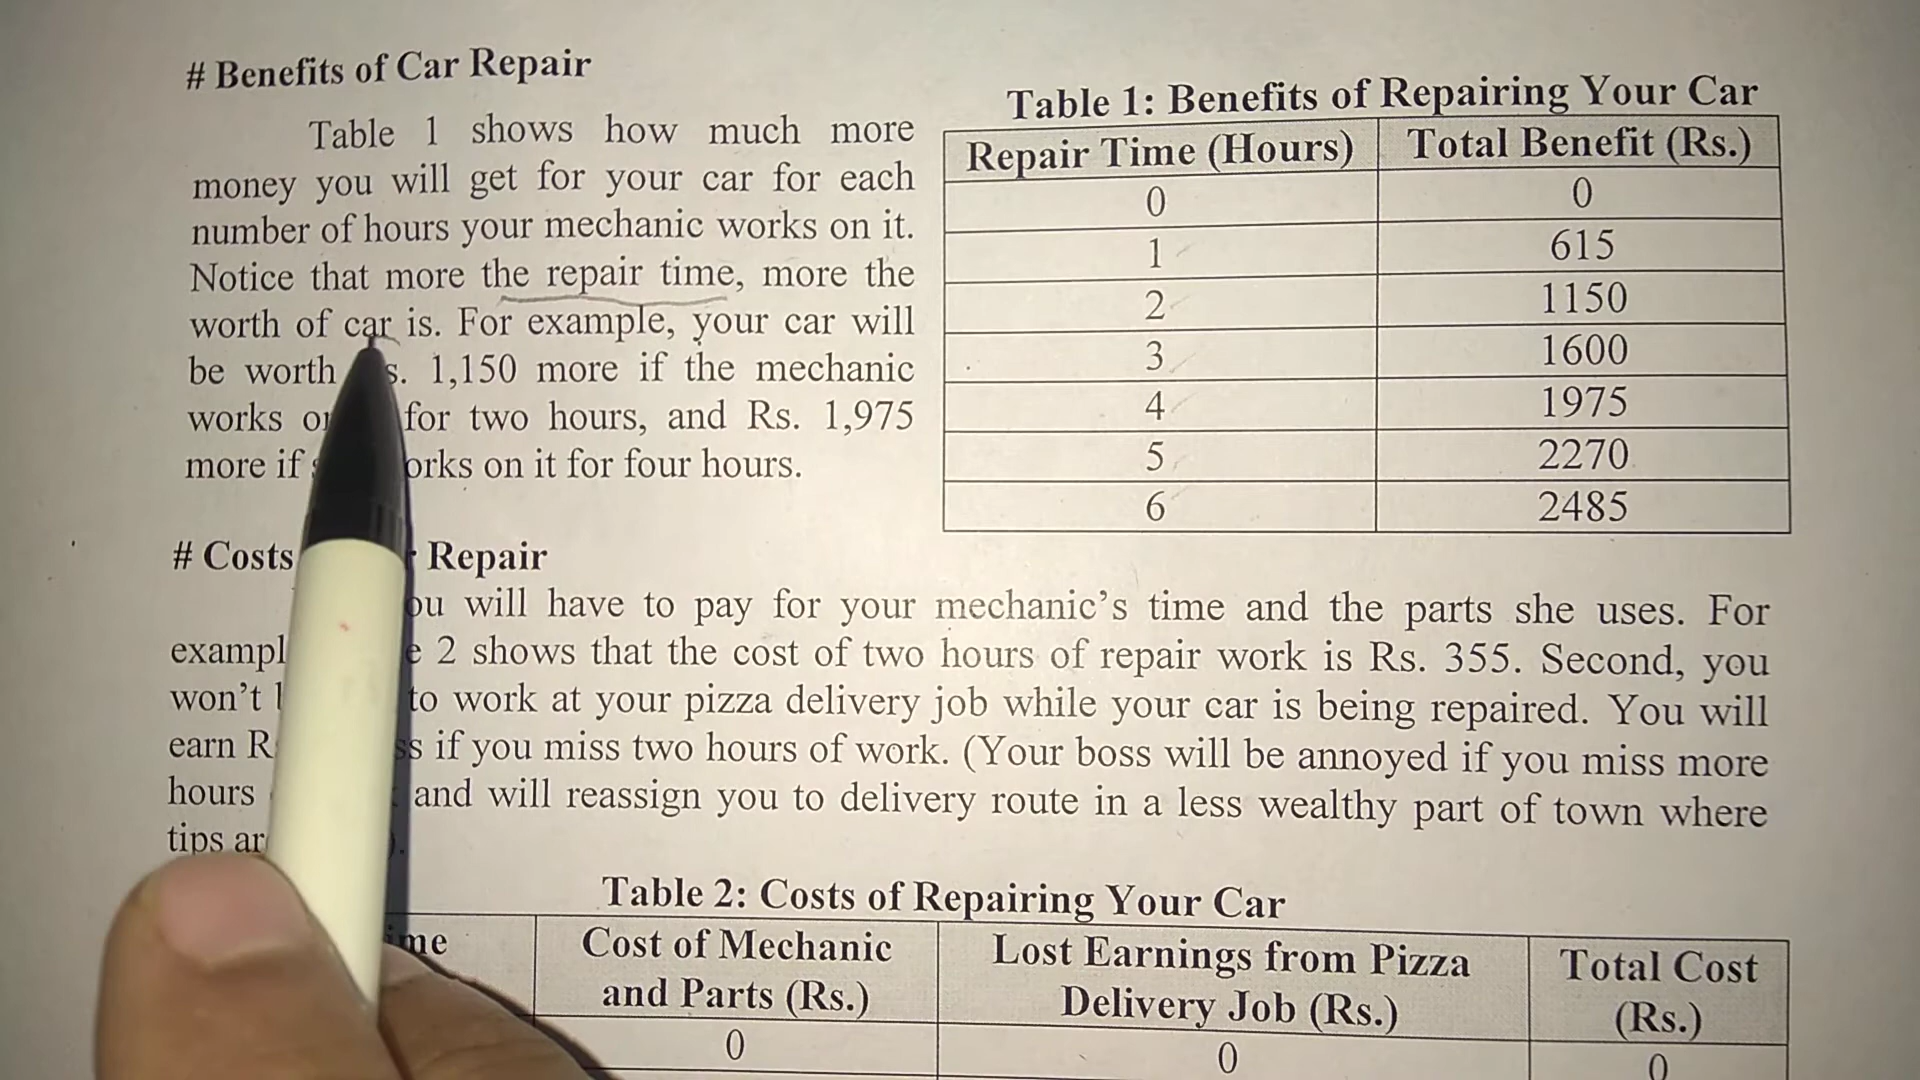 # Benefits of Car Repair
Table 1 shows how much more
money you will get for your car for each
number of hours your mechanic works on it.
Notice that more the repair time, more the
worth of car is. For example, your car will
be worth s. 1,150 more if the mechanic
works for two hours, and Rs. 1,975
more if orks on it for four hours.
Table 1: Benefits of Repairing Your Car
Repair Time (Hours) Total Benefit (Rs.)
0 0
1 615
2 1150
3 1600
4 1975
5 2270
6 2485
# Costs Repair
ou will have to pay for your mechanic's time and the parts she uses. For
exampl e 2 shows that the cost of two hours of repair work is Rs. 355. Second, you
won't to work at your pizza delivery job while your car is being repaired. You will
earn R ss if you miss two hours of work. (Your boss will be annoyed if you miss more
hours and will reassign you to delivery route in a less wealthy part of town where
tips ar ).
Table 2: Costs of Repairing Your Car
me Cost of Mechanic and Parts (Rs.) Lost Earnings from Pizza Delivery Job (Rs.) Total Cost (Rs.)
0 0 0